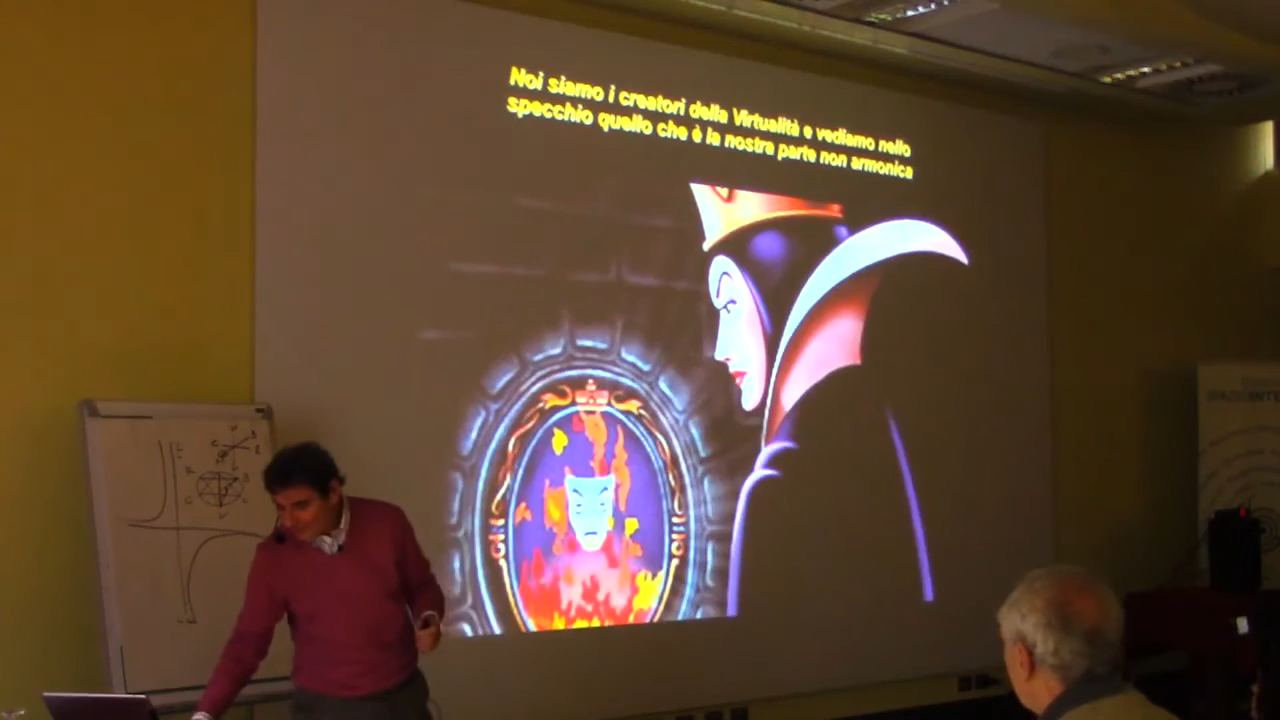 Noi siamo i creatori della Virtualità e vediamo nello
specchio quello che è la nostra parte non armonica